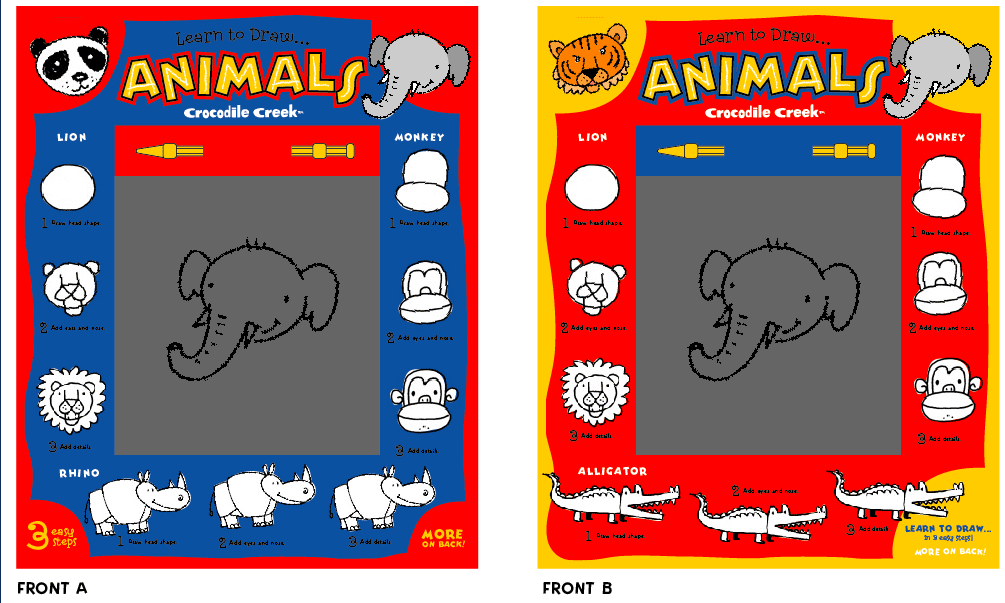 Learn to Draw...
ANIMALS
Crocodile Creek™
LION
MONKEY
1 Draw head shape.
1 Draw head shape.
2 Add eyes and nose.
2 Add eyes and nose.
3 Add details.
3 Add details.
RHINO
3 easy
steps
1 Draw head shape.
2 Add eyes and nose.
3 Add details.
MORE
ON BACK!
FRONT A
Learn to Draw...
ANIMALS
Crocodile Creek™
LION
MONKEY
1 Draw head shape.
1 Draw head shape.
2 Add eyes and nose.
2 Add eyes and nose.
3 Add details.
3 Add details.
ALLIGATOR
1 Draw head shape.
2 Add eyes and nose.
3 Add details.
LEARN TO DRAW...
in 3 easy steps!
MORE ON BACK!
FRONT B